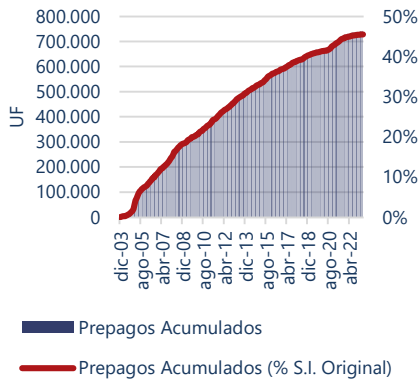 800.000
700.000
600.000
500.000
400.000
300.000
200.000
100.000
0
UF
50%
40%
30%
20%
10%
0%
dic-03
ago-05
abr-07
dic-08
ago-10
abr-12
dic-13
ago-15
abr-17
dic-18
ago-20
abr-22
Prepagos Acumulados
Prepagos Acumulados (% S.I. Original)